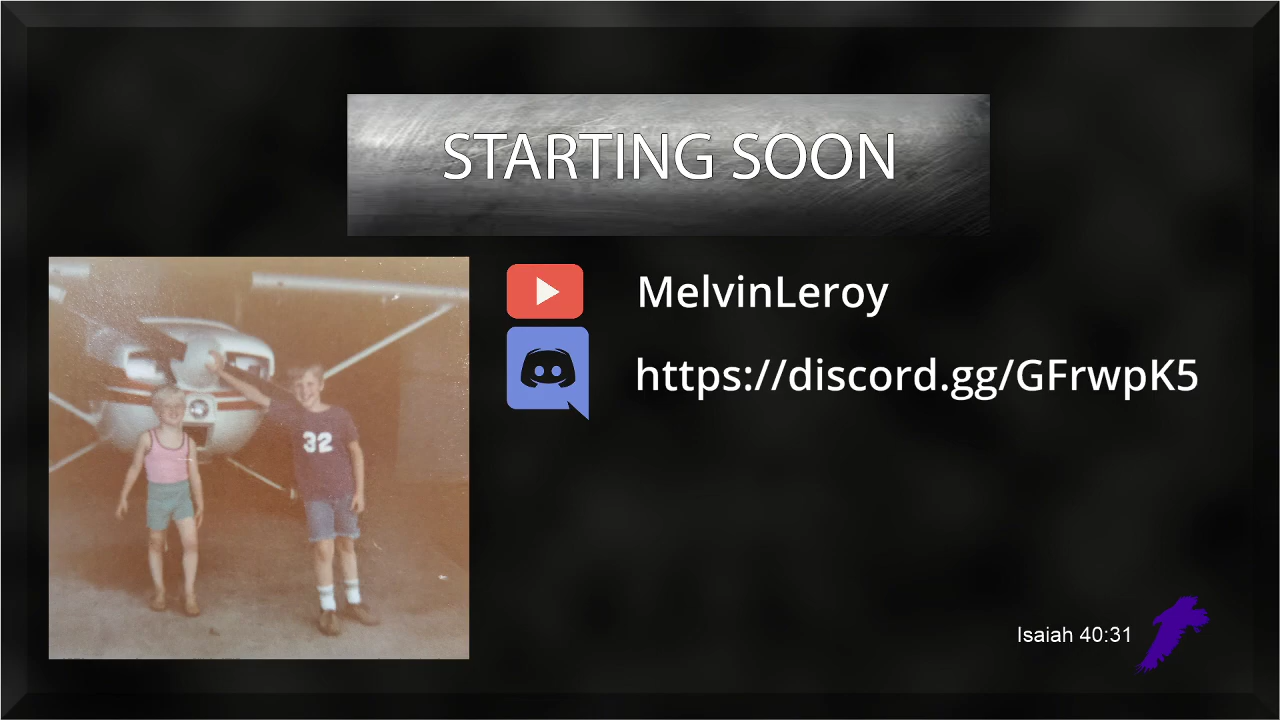 STARTING SOON
MelvinLeroy
https://discord.gg/GFrwpK5
32
Isaiah 40:31